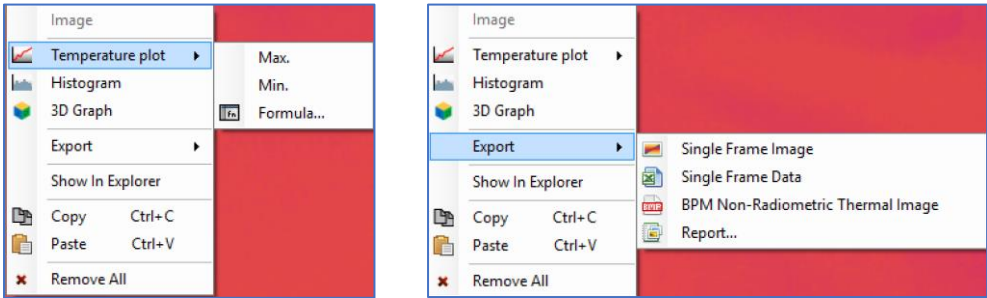 Image
Temperature plot
Max.
Histogram
Min.
3D Graph
Formula...
Export
Show In Explorer
Copy Ctrl+C
Paste Ctrl+V
Remove All
Image
Temperature plot
Histogram
3D Graph
Export
Single Frame Image
Show In Explorer
Single Frame Data
BPM Non-Radiometric Thermal Image
Copy Ctrl+C
Report...
Paste Ctrl+V
Remove All